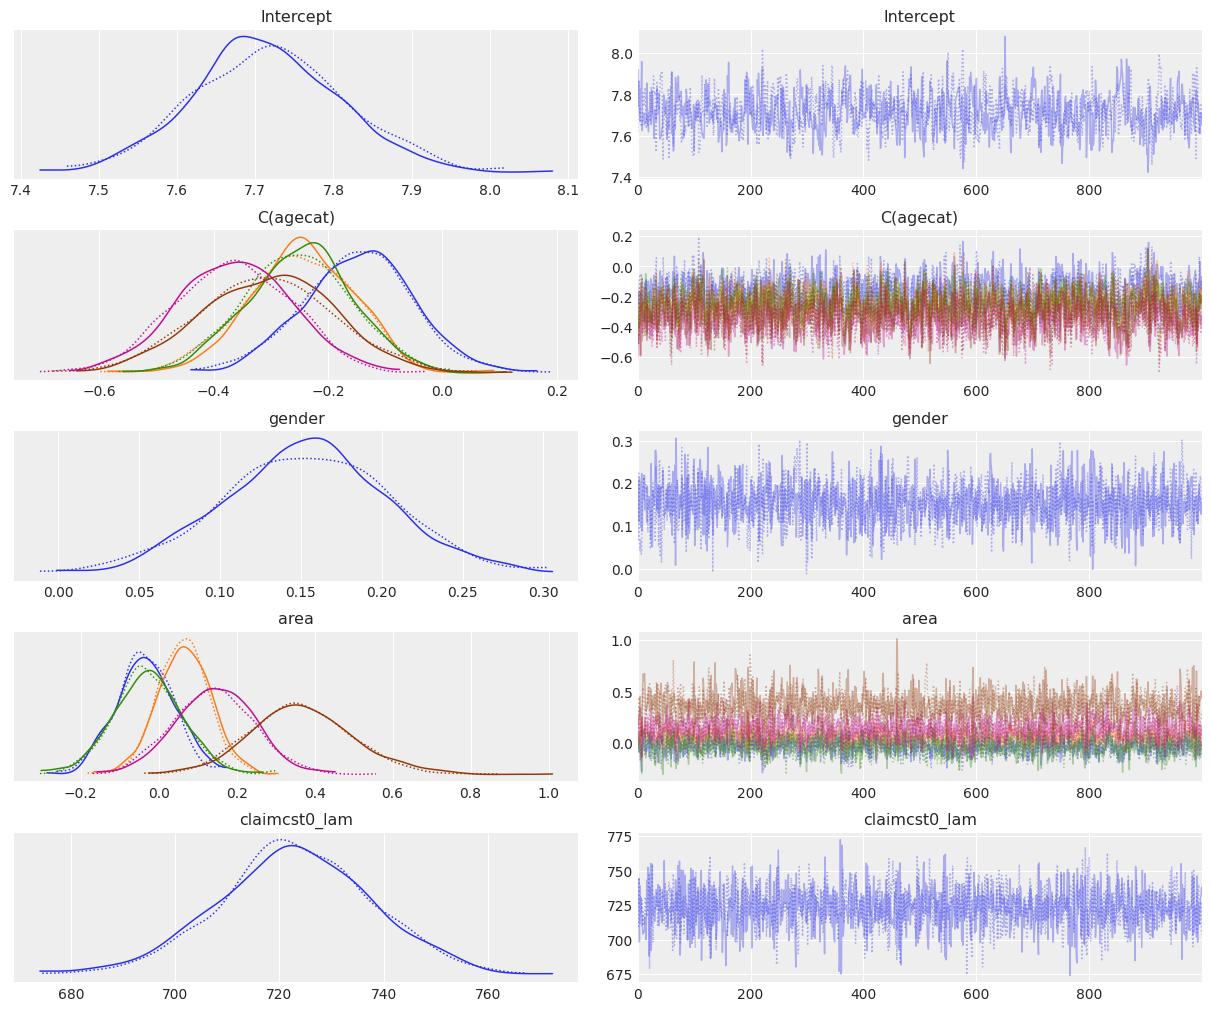 Intercept Intercept
8.0
7.8
7.6
7.4
7.4 7.5 7.6 7.7 7.8 7.9 8.0 8.1 0 200 400 600 800
C(agecat) C(agecat)
0.2
0.0
−0.2
−0.4
−0.6
−0.6 −0.4 −0.2 0.0 0.2 0 200 400 600 800
gender gender
0.3
0.2
0.1
0.0
0.00 0.05 0.10 0.15 0.20 0.25 0.30 0 200 400 600 800
area area
1.0
0.5
0.0
−0.2 0.0 0.2 0.4 0.6 0.8 1.0 0 200 400 600 800
claimcst0_lam claimcst0_lam
775
750
725
700
675
680 700 720 740 760 0 200 400 600 800